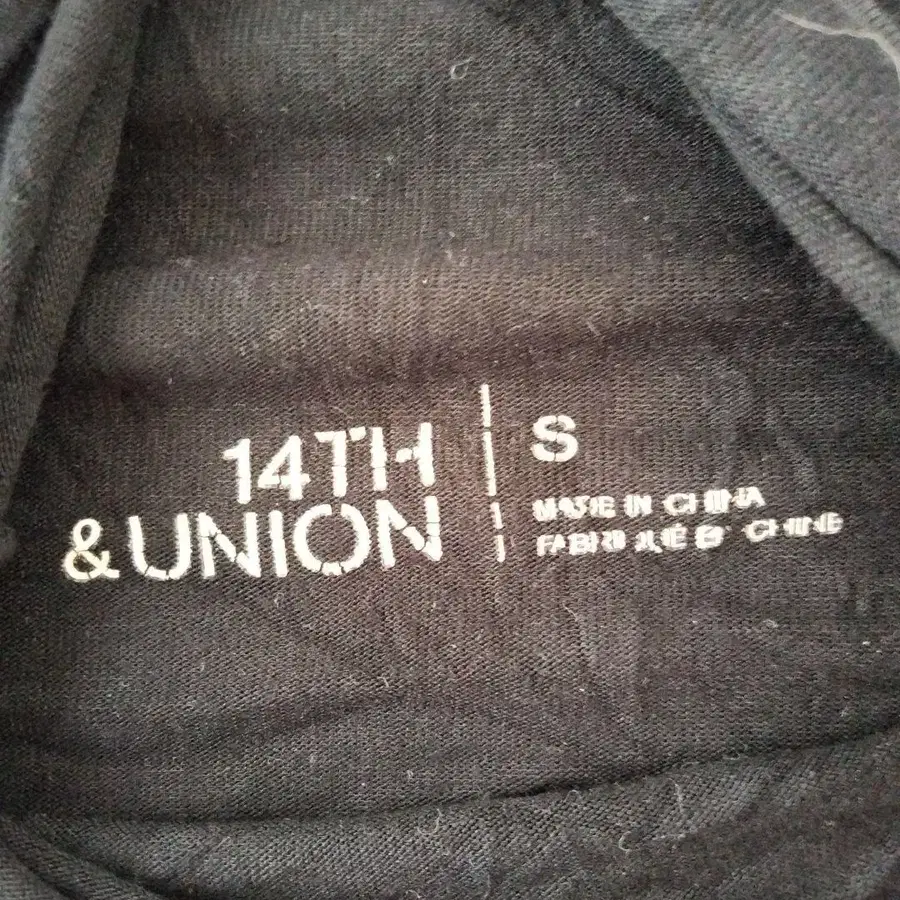 14TH
& UNION
S
MADE IN CHINA
FABRIQUÉ EN CHINE